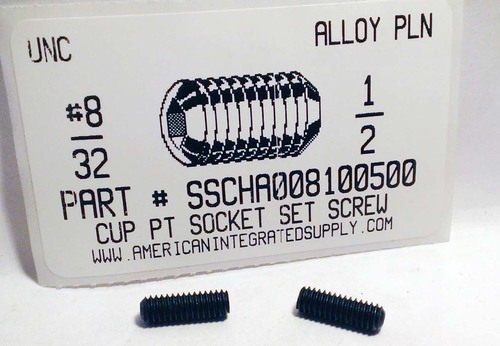 UNC
ALLOY PLN
#8
32
1
2
PART # SSCHA008100500
CUP PT SOCKET SET SCREW
WWW.AMERICANINTEGRATEDSUPPLY.COM